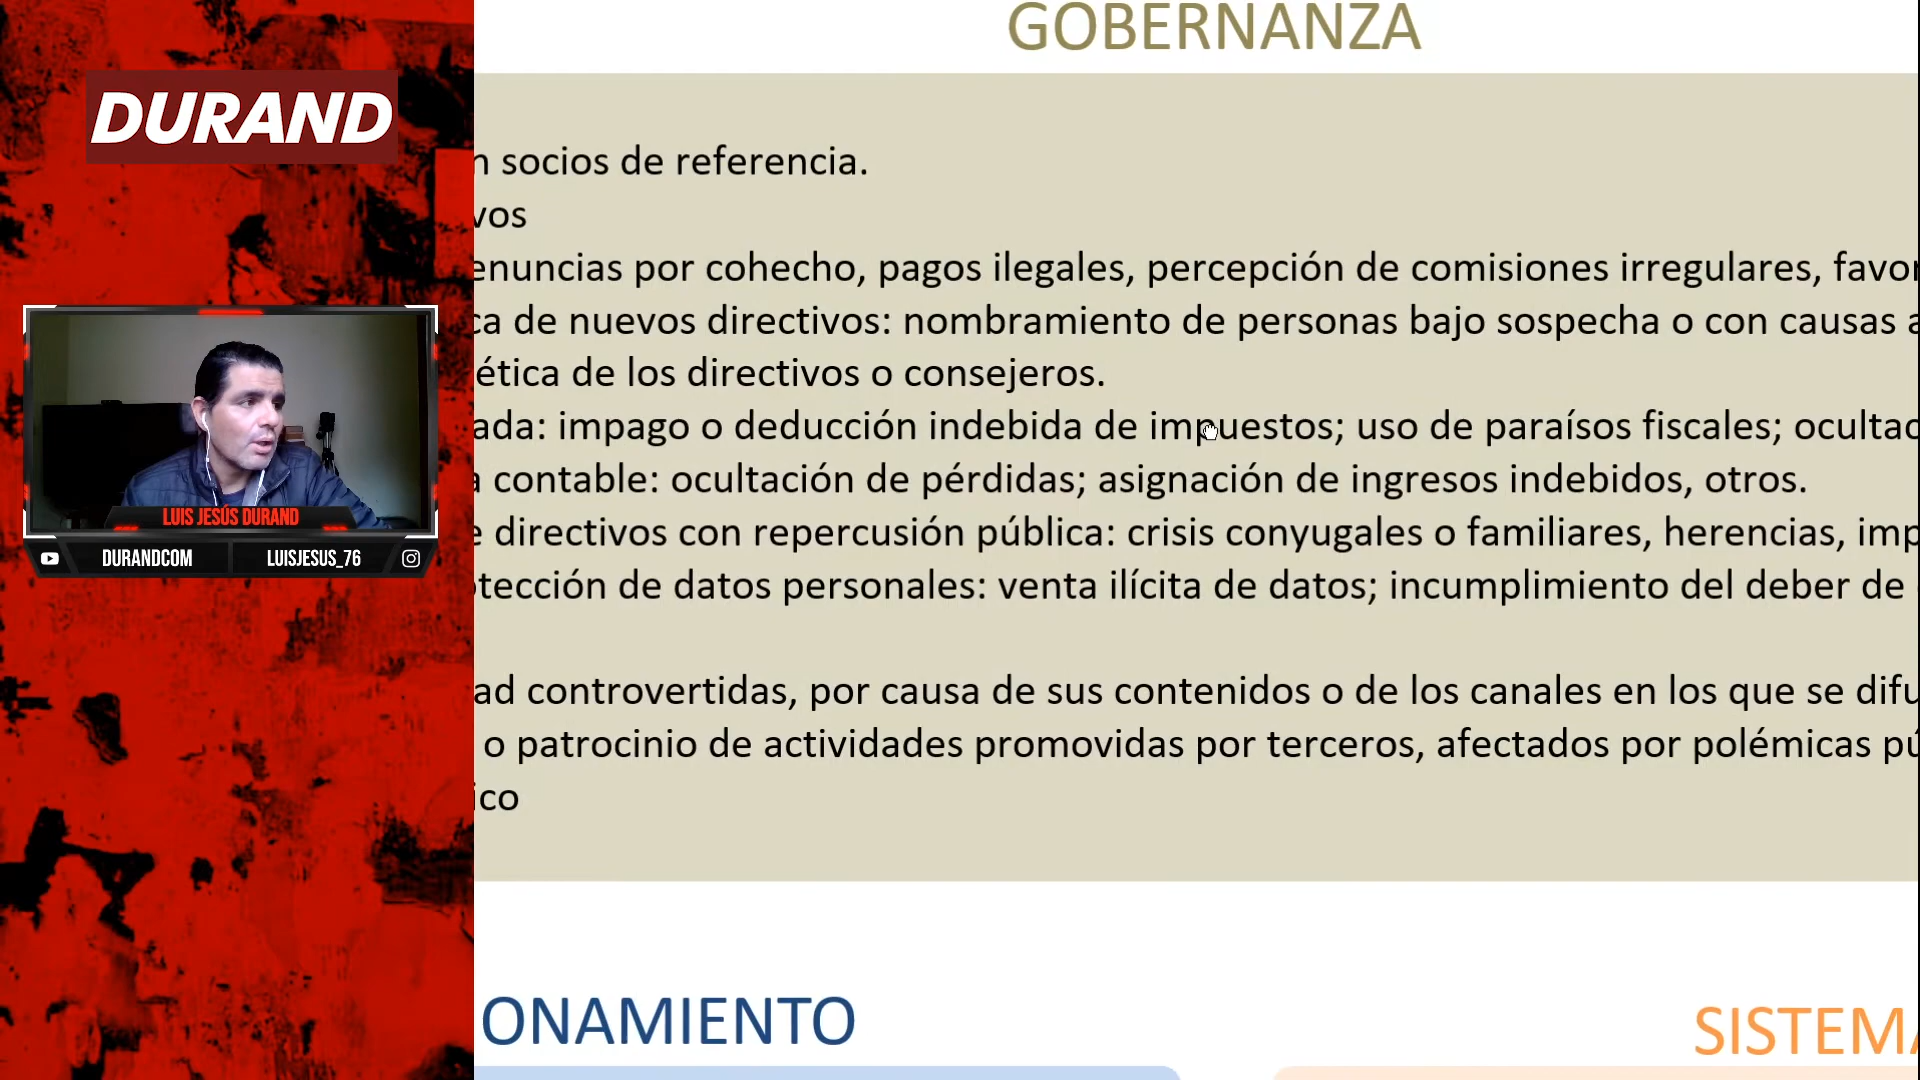 DURAND
LUIS JESÚS DURAND
DURANDCOM
LUISJESUS_76
GOBERNANZA
socios de referencia.
vos
enuncias por cohecho, pagos ilegales, percepción de comisiones irregulares, favor
ca de nuevos directivos: nombramiento de personas bajo sospecha o con causas a
ética de los directivos o consejeros.
ada: impago o deducción indebida de impuestos; uso de paraísos fiscales; ocultac
contable: ocultación de pérdidas; asignación de ingresos indebidos, otros.
e directivos con repercusión pública: crisis conyugales o familiares, herencias, imp
tección de datos personales: venta ilícita de datos; incumplimiento del deber de
ad controvertidas, por causa de sus contenidos o de los canales en los que se difu
o patrocinio de actividades promovidas por terceros, afectados por polémicas pú
ico
ONAMIENTO
SISTEMA